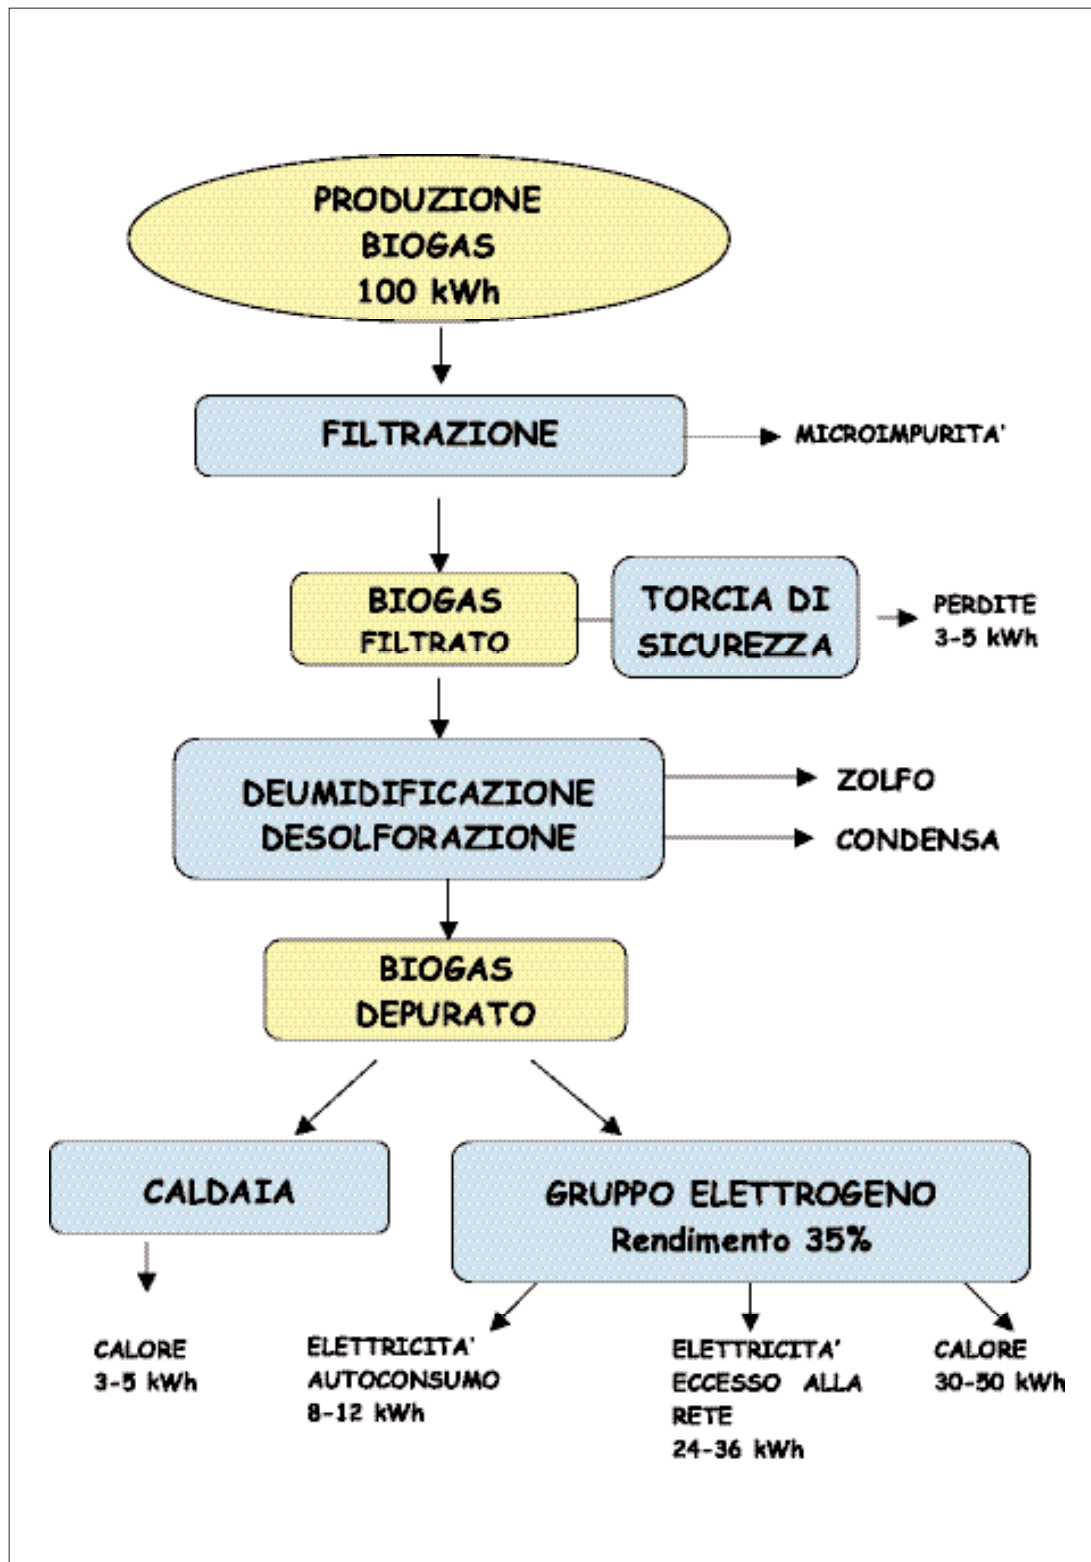 PRODUZIONE
BIOGAS
100 kWh
FILTRAZIONE
MICROIMPURITA'
BIOGAS
FILTRATO
TORCIA DI
SICUREZZA
PERDITE
3-5 kWh
DEUMIDIFICAZIONE
DESOLFORAZIONE
ZOLFO
CONDENSA
BIOGAS
DEPURATO
CALDAIA
GRUPPO ELETTROGENO
Rendimento 35%
CALORE
3-5 kWh
ELETTRICITA'
AUTOCONSUMO
8-12 kWh
ELETTRICITA'
ECCESSO ALLA
RETE
24-36 kWh
CALORE
30-50 kWh